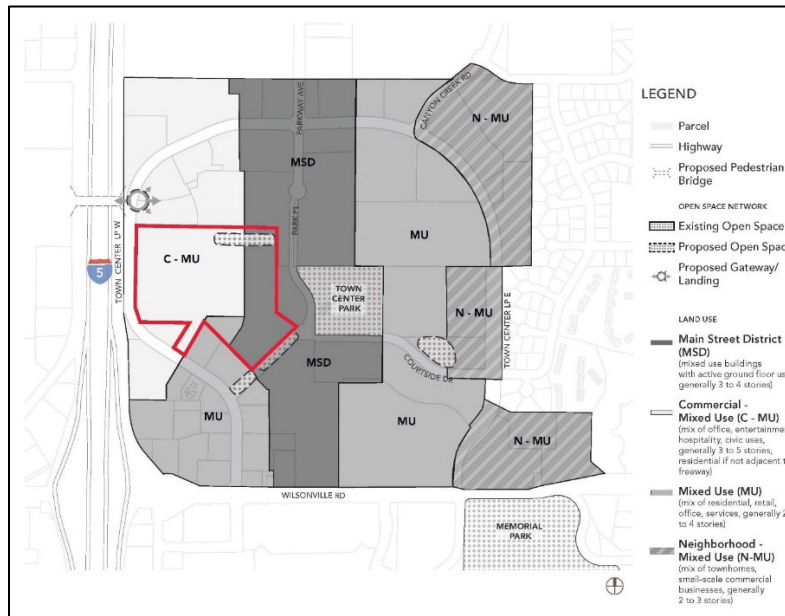 CANYON CREEK RD
PARKWAY AVE
N - MU
MSD
PARK PL
MU
TOWN CENTER LP W
C - MU
5
TOWN
CENTER
PARK
N - MU
TOWN CENTER LP E
MSD
COURTSIDE DR
MU
MU
N - MU
WILSONVILLE RD
MEMORIAL
PARK
LEGEND
Parcel
Highway
Proposed Pedestrian
Bridge
OPEN SPACE NETWORK
Existing Open Space
Proposed Open Spac
Proposed Gateway/
Landing
LAND USE
Main Street District
(MSD)
(mixed use buildings
with active ground floor us
generally 3 to 4 stories)
Commercial -
Mixed Use (C - MU)
(mix of office, entertainme
hospitality, civic uses,
generally 3 to 5 stories,
residential if not adjacent t
freeway)
Mixed Use (MU)
(mix of residential, retail,
office, services, generally 2
to 4 stories)
Neighborhood -
Mixed Use (N-MU)
(mix of townhomes,
small-scale commercial
businesses, generally
2 to 3 stories)